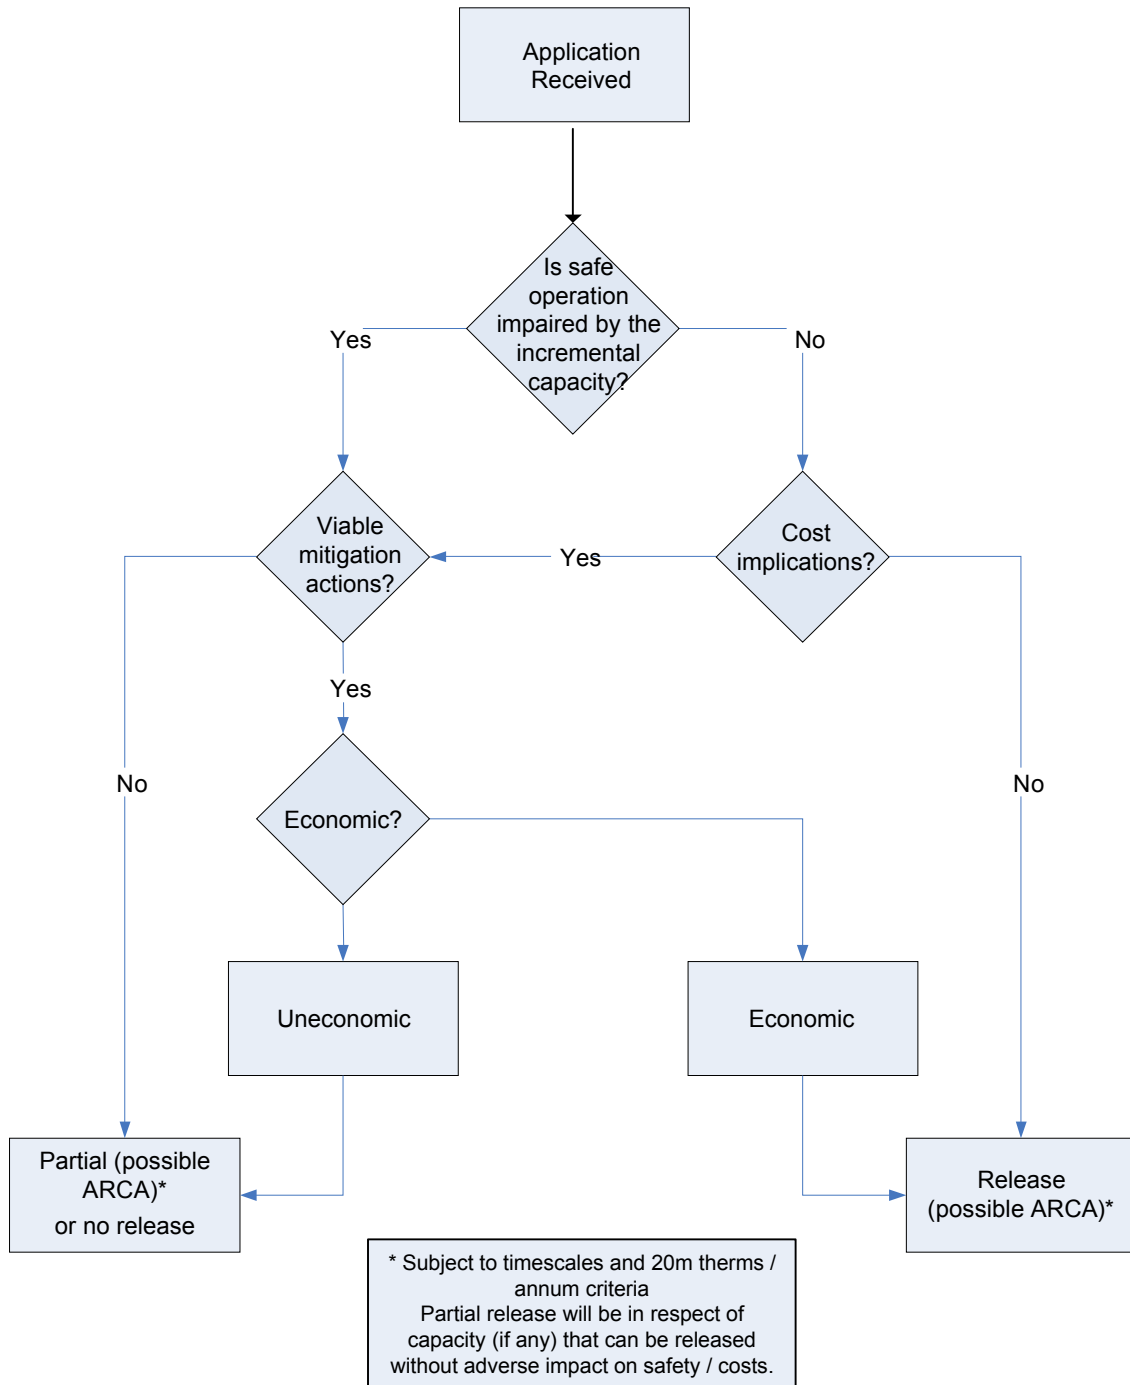 Application
Received
Is safe
operation
impaired by the
incremental
capacity?
Yes
No
Viable
mitigation
actions?
Yes
Cost
implications?
Yes
No
No
Economic?
Uneconomic
Economic
Partial (possible
ARCA)*
or no release
Release
(possible ARCA)*
* Subject to timescales and 20m therms /
annum criteria
Partial release will be in respect of
capacity (if any) that can be released
without adverse impact on safety / costs.